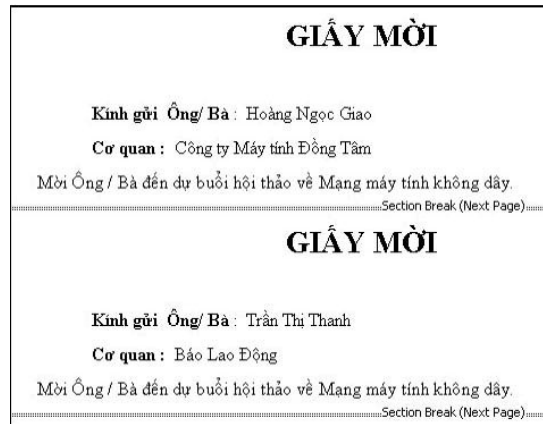 GIẤY MỜI
Kính gửi Ông/ Bà : Hoàng Ngọc Giao
Cơ quan : Công ty Máy tính Đồng Tâm
Mời Ông / Bà đến dự buổi hội thảo về Mạng máy tính không dây.
Section Break (Next Page)
GIẤY MỜI
Kính gửi Ông/ Bà : Trần Thị Thanh
Cơ quan : Báo Lao Động
Mời Ông / Bà đến dự buổi hội thảo về Mạng máy tính không dây.
Section Break (Next Page)